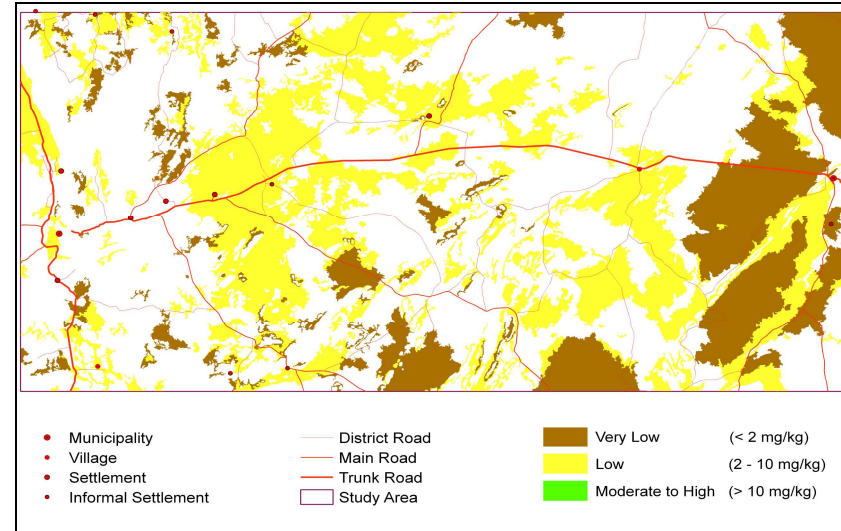 Municipality
Village
Settlement
Informal Settlement
District Road
Main Road
Trunk Road
Study Area
Very Low (< 2 mg/kg)
Low (2 - 10 mg/kg)
Moderate to High (> 10 mg/kg)